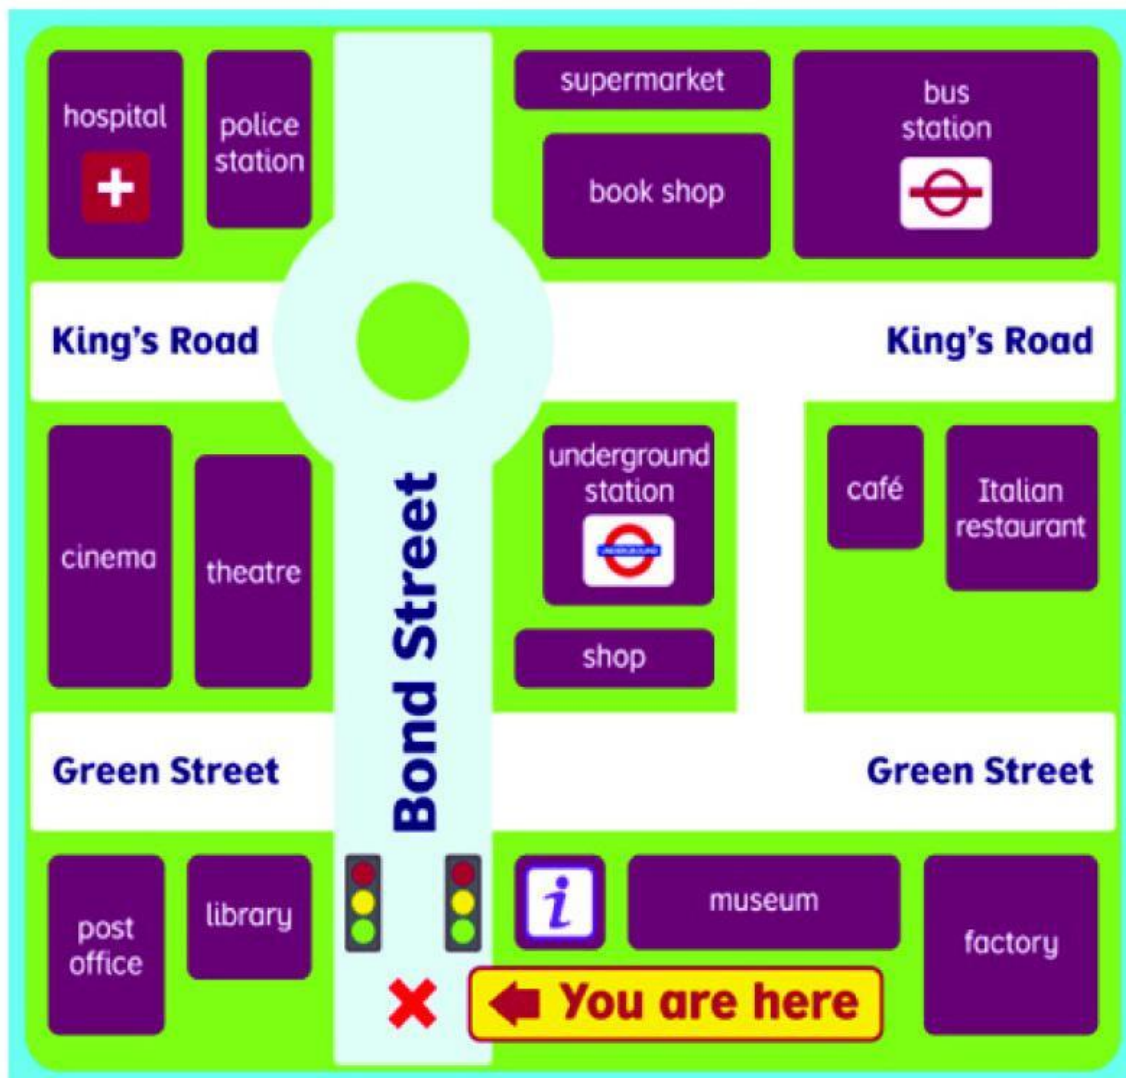 hospital
police
station
supermarket
book shop
bus
station
King's Road
King's Road
cinema
theatre
Bond Street
underground
station
UNDERGROUND
shop
café
Italian
restaurant
Green Street
Green Street
post
office
library
i
museum
factory
You are here